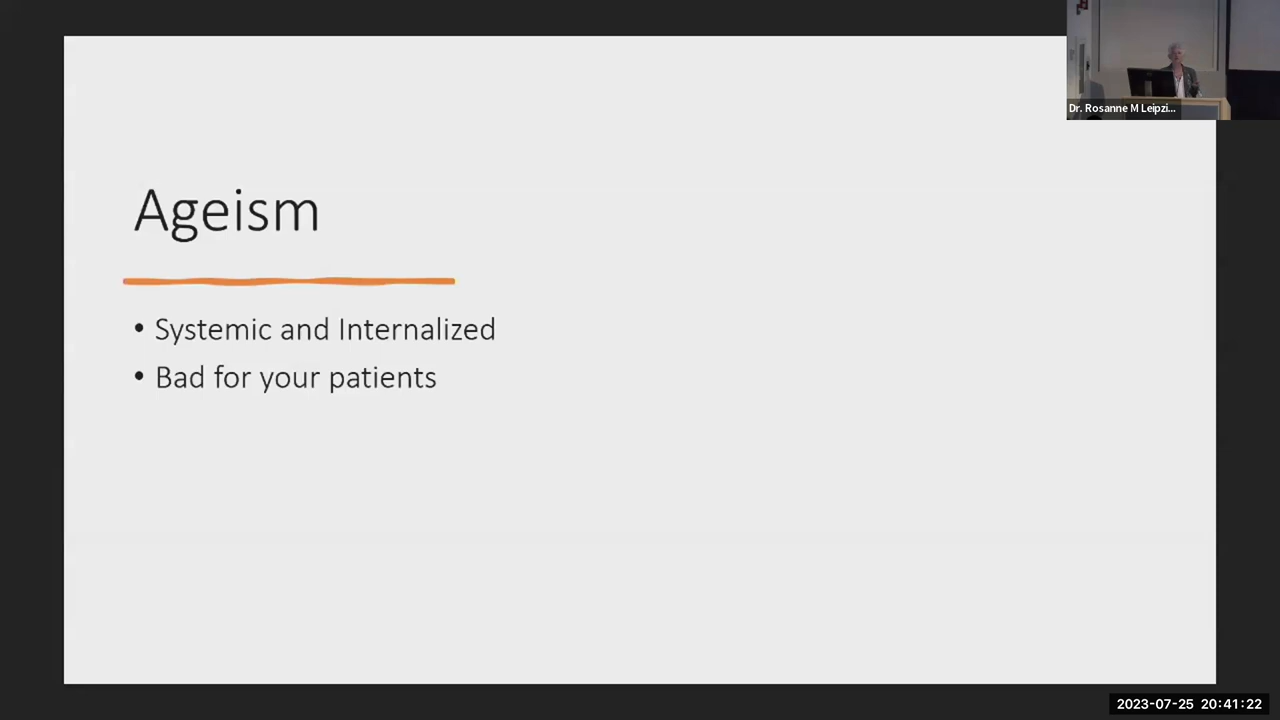 Dr. Rosanne M Leipzi...
Ageism
• Systemic and Internalized
• Bad for your patients
2023-07-25 20:41:22